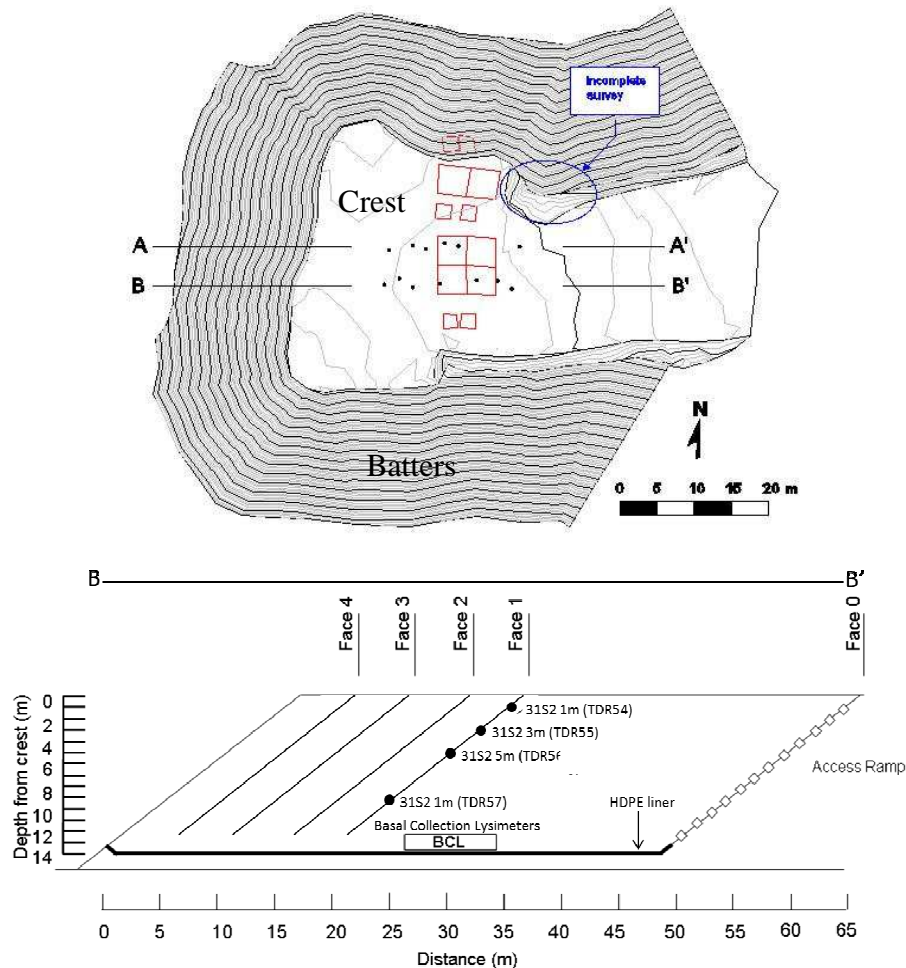 Incomplete
survey
Crest
A A'
B B'
Batters
N
0 5 10 15 20 m
B B'
Face 4
Face 3
Face 2
Face 1
Face 0
Depth from crest (m)
0
2
4
6
8
10
12
14
31S2 1m (TDR54)
31S2 3m (TDR55)
31S2 5m (TDR5
31S2 1m (TDR57)
Access Ramp
HDPE liner
Basal Collection Lysimeters
BCL
0 5 10 15 20 25 30 35 40 45 50 55 60 65
Distance (m)